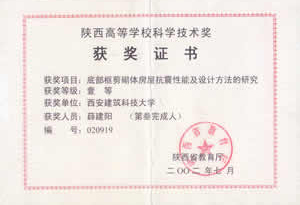 陕西高等学校科学技术奖
获奖证书
获奖项目：底部框剪砌体房屋抗震性能及设计方法的研究
获奖等级：壹 等
获奖单位：西安建筑科技大学
获奖人员：薛建阳 （第叁完成人）
编 号：020919
陕西省教育厅
二〇〇二年七月